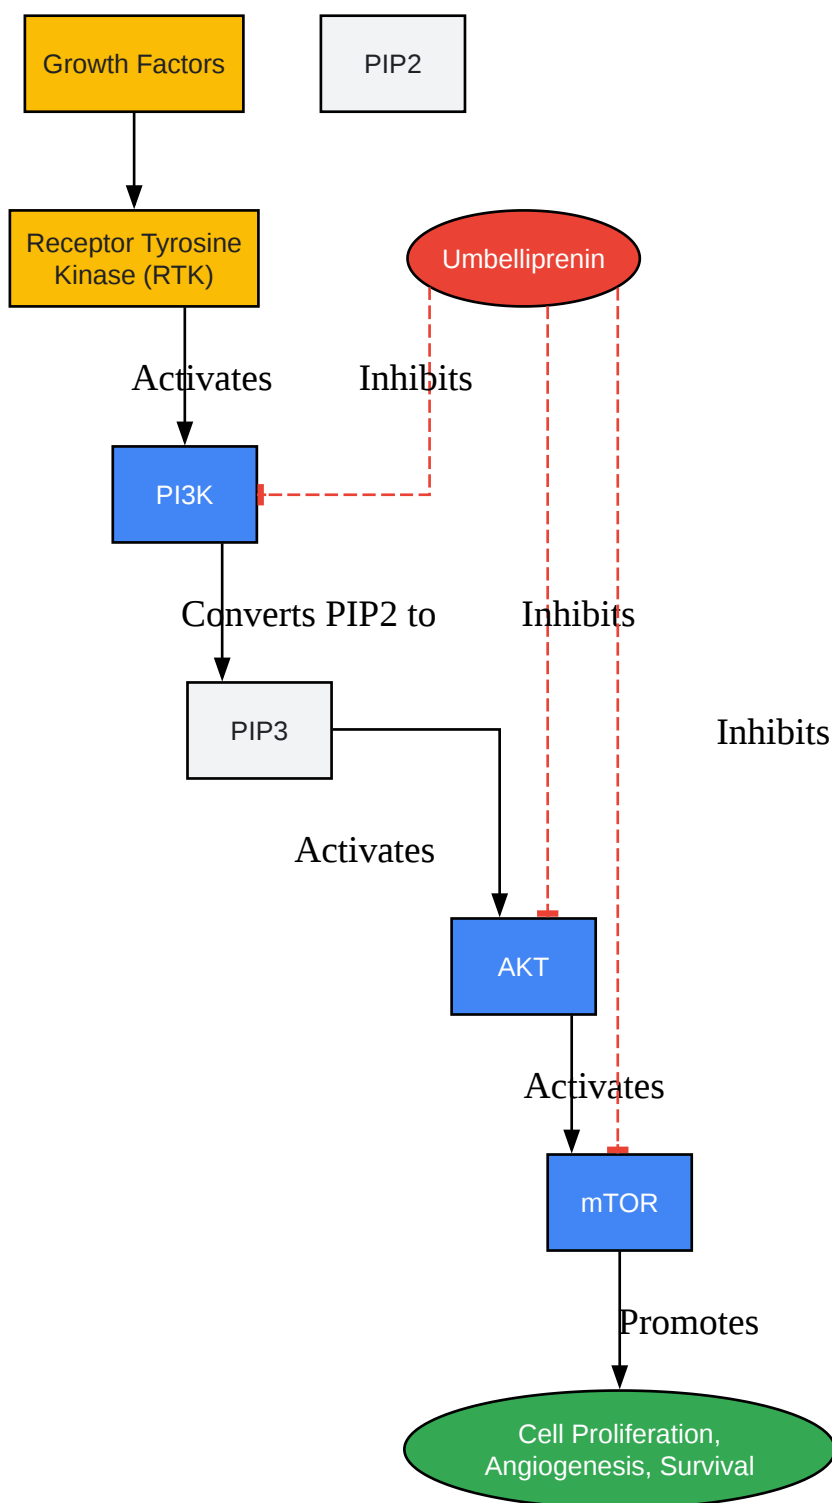 Growth Factors
PIP2
Receptor Tyrosine
Kinase (RTK)
Umbelliprenin
Activates
Inhibits
PI3K
Converts PIP2 to
Inhibits
PIP3
Inhibits
Activates
AKT
Activates
mTOR
Promotes
Cell Proliferation,
Angiogenesis, Survival